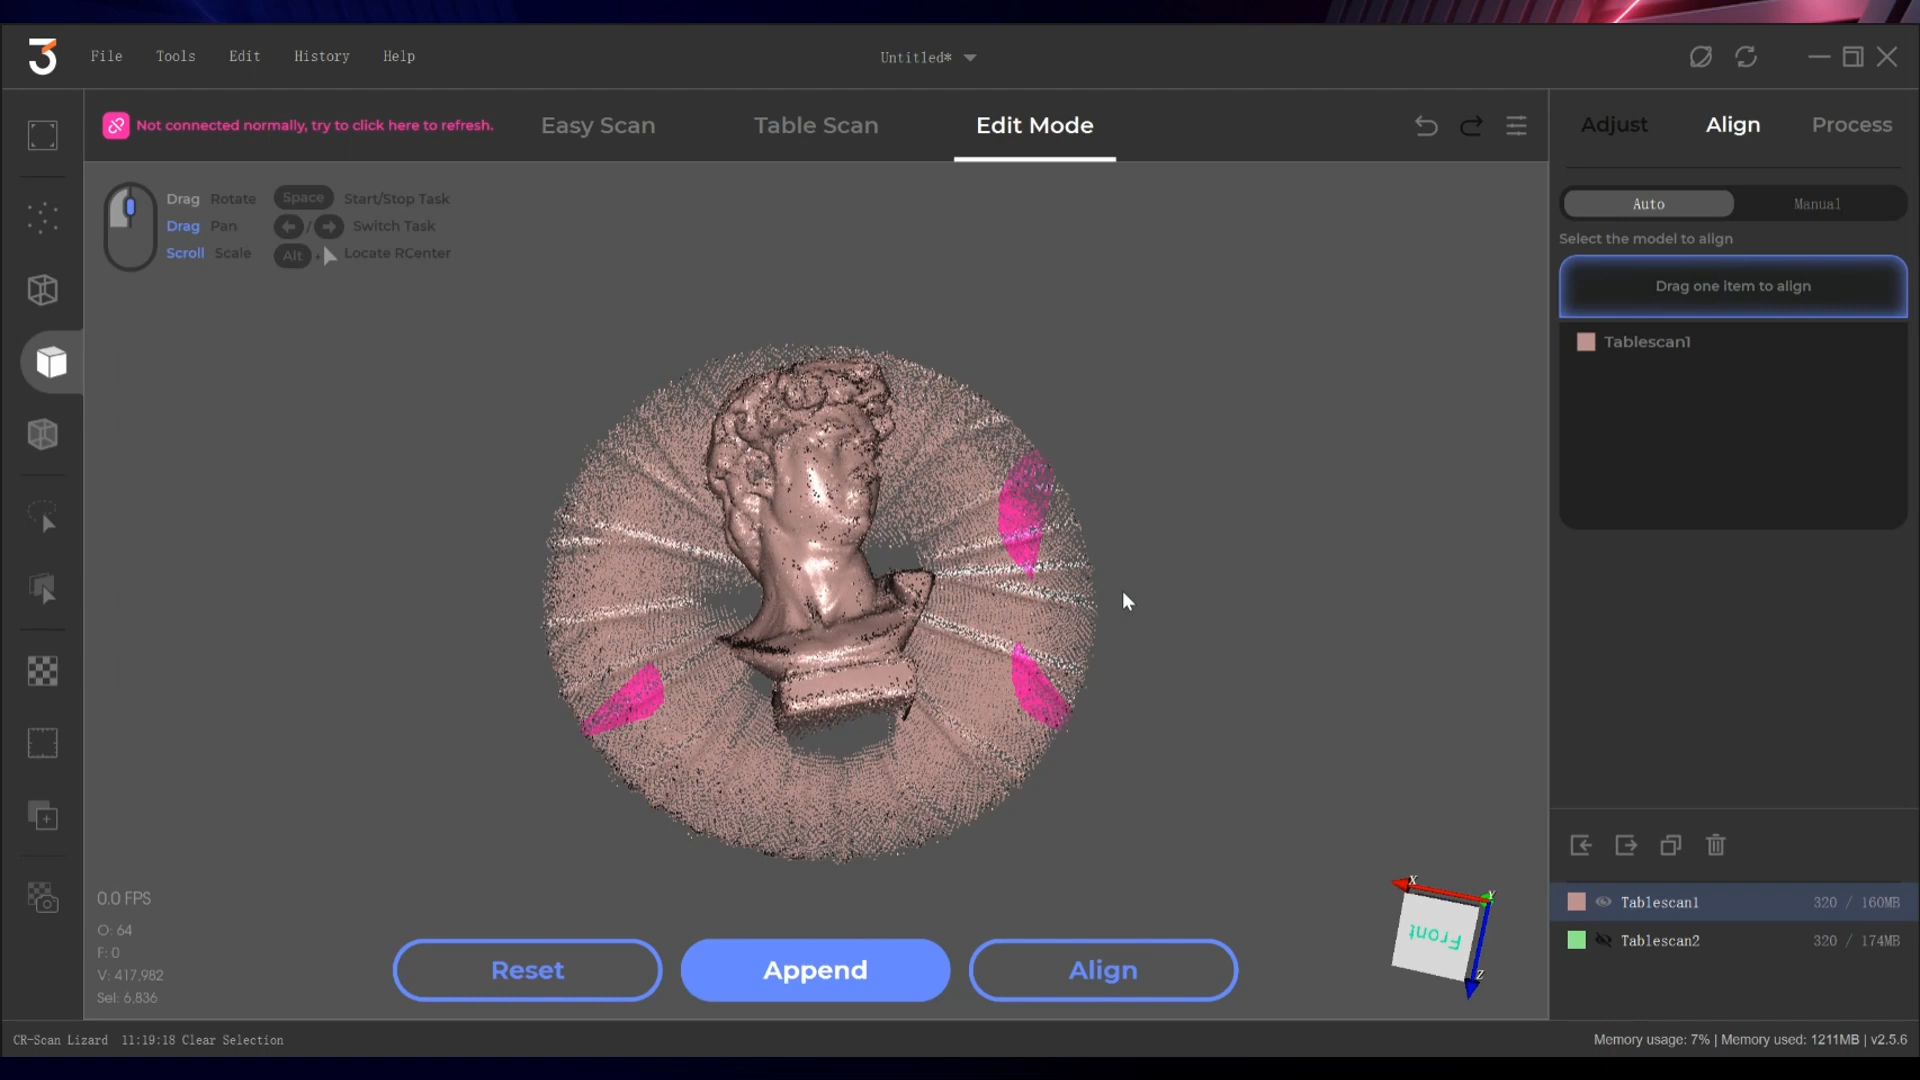 File Tools Edit History Help
Untitled*
Not connected normally, try to click here to refresh.
Easy Scan
Table Scan
Edit Mode
Adjust
Align
Process
Drag Rotate Space Start/Stop Task
Drag Pan / Switch Task
Scroll Scale Alt + Locate RCenter
Auto
Manual
Select the model to align
Drag one item to align
Tablescan1
0.0 FPS
O: 64
F: 0
V: 417,982
Sel: 6,836
Reset
Append
Align
X
Y
Front
Z
Tablescan1 320 / 160MB
Tablescan2 320 / 174MB
CR-Scan Lizard 11:19:18 Clear Selection
Memory usage: 7% | Memory used: 1211MB | v2.5.6